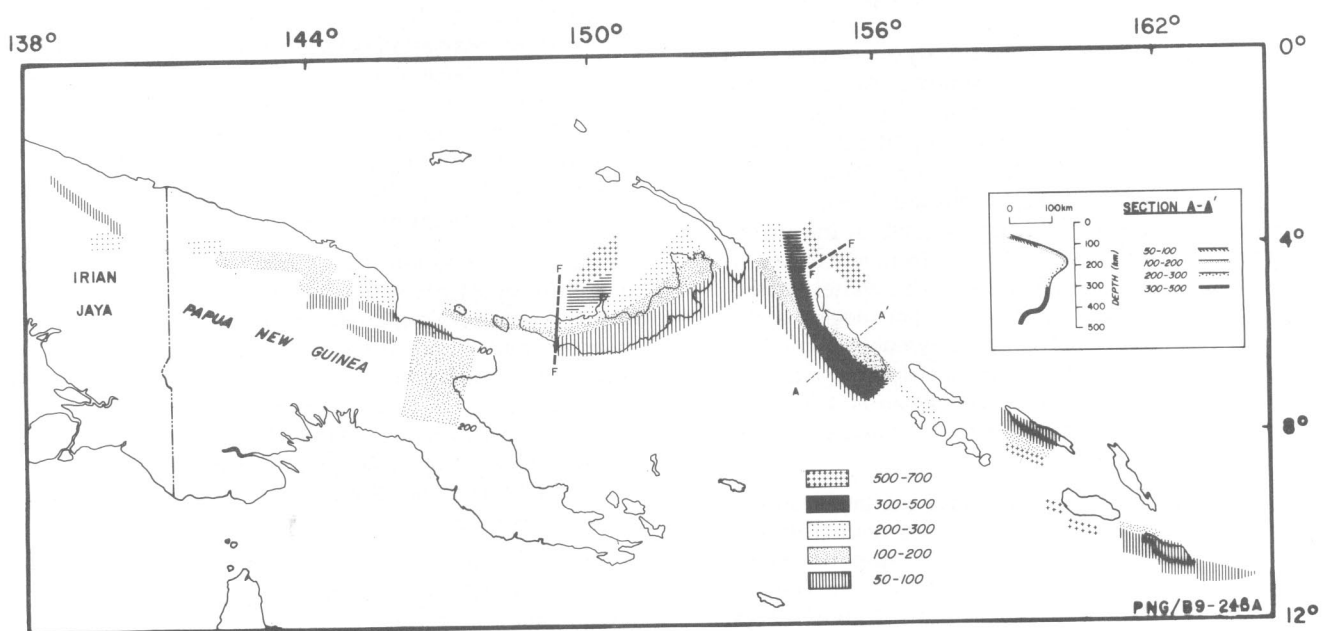 138° 144° 150° 156° 162°
0°
4°
8°
12°
IRIAN
JAYA
PAPUA NEW GUINEA
100
200
F
F
F
F
A'
A
0 100km
SECTION A-A'
0
100
200
300
400
500
DEPTH (km)
50-100
100-200
200-300
300-500
500-700
300-500
200-300
100-200
50-100
PNG/B9-248A